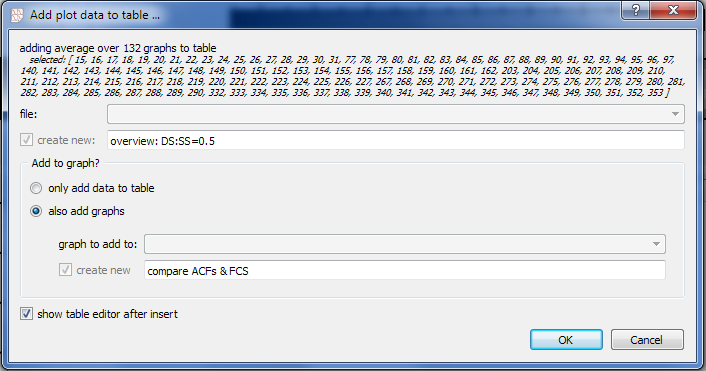 Add plot data to table ...
adding average over 132 graphs to table
selected: [ 15, 16, 17, 18, 19, 20, 21, 22, 23, 24, 25, 26, 27, 28, 29, 30, 31, 77, 78, 79, 80, 81, 82, 83, 84, 85, 86, 87, 88, 89, 90, 91, 92, 93, 94, 95, 96, 97,
140, 141, 142, 143, 144, 145, 146, 147, 148, 149, 150, 151, 152, 153, 154, 155, 156, 157, 158, 159, 160, 161, 162, 203, 204, 205, 206, 207, 208, 209, 210,
211, 212, 213, 214, 215, 216, 217, 218, 219, 220, 221, 222, 223, 224, 225, 226, 267, 268, 269, 270, 271, 272, 273, 274, 275, 276, 277, 278, 279, 280, 281,
282, 283, 284, 285, 286, 287, 288, 289, 290, 332, 333, 334, 335, 336, 337, 338, 339, 340, 341, 342, 343, 344, 345, 346, 347, 348, 349, 350, 351, 352, 353 ]
file:
create new: overview: DS:SS=0.5
Add to graph?
only add data to table
also add graphs
graph to add to:
create new compare ACFs & FCS
show table editor after insert
OK Cancel